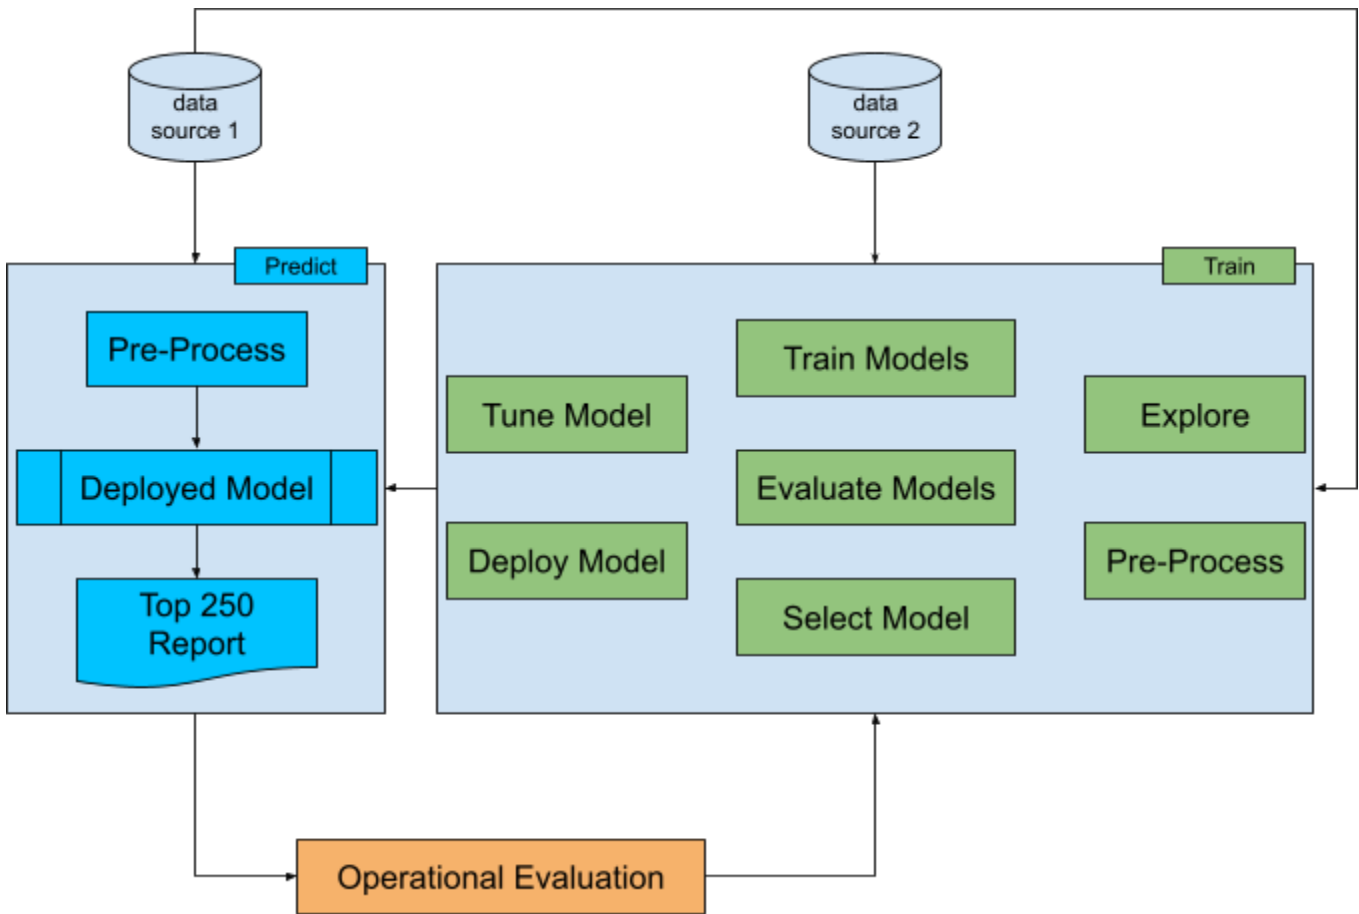 data
source 1
data
source 2
Predict
Pre-Process
Deployed Model
Top 250
Report
Train
Train Models
Tune Model
Explore
Evaluate Models
Deploy Model
Pre-Process
Select Model
Operational Evaluation